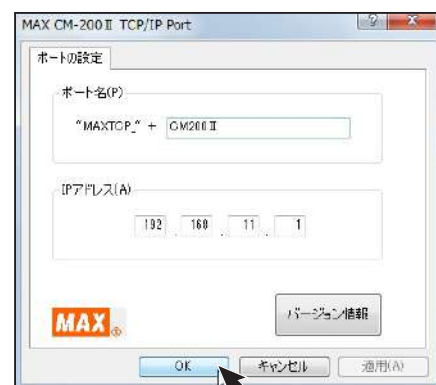 MAX CM-200Ⅱ TCP/IP Port
ポートの設定
ポート名(P)
"MAXTCP_" + CM200Ⅱ
IPアドレス(A)
192 . 168 . 11 . 1
MAX®
バージョン情報
OK キャンセル 適用(A)